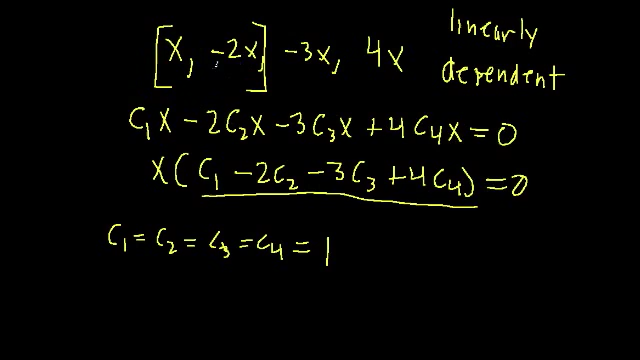 [x, -2x,] -3x, 4x
linearly
dependent
c₁x - 2c₂x - 3c₃x + 4c₄x = 0
x(c₁ - 2c₂ - 3c₃ + 4c₄) = 0
c₁ = c₂ = c₃ = c₄ = 1